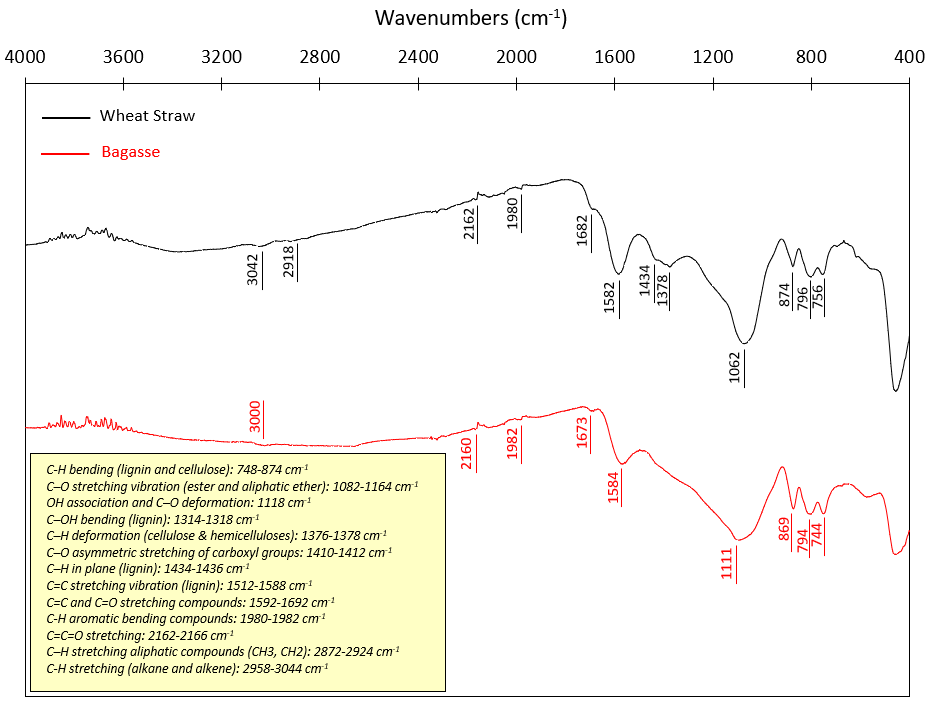 Wavenumbers (cm-1)
4000 3600 3200 2800 2400 2000 1600 1200 800 400
Wheat Straw
Bagasse
3042
2918
2162
1980
1682
1582
1434
1378
1062
874
796
756
3000
2160
1982
1673
1584
1111
869
794
744
C-H bending (lignin and cellulose): 748-874 cm-1
C–O stretching vibration (ester and aliphatic ether): 1082-1164 cm-1
OH association and C–O deformation: 1118 cm-1
C–OH bending (lignin): 1314-1318 cm-1
C–H deformation (cellulose & hemicelluloses): 1376-1378 cm-1
C–O asymmetric stretching of carboxyl groups: 1410-1412 cm-1
C–H in plane (lignin): 1434-1436 cm-1
C=C stretching vibration (lignin): 1512-1588 cm-1
C=C and C=O stretching compounds: 1592-1692 cm-1
C-H aromatic bending compounds: 1980-1982 cm-1
C=C=O stretching: 2162-2166 cm-1
C–H stretching aliphatic compounds (CH3, CH2): 2872-2924 cm-1
C-H stretching (alkane and alkene): 2958-3044 cm-1